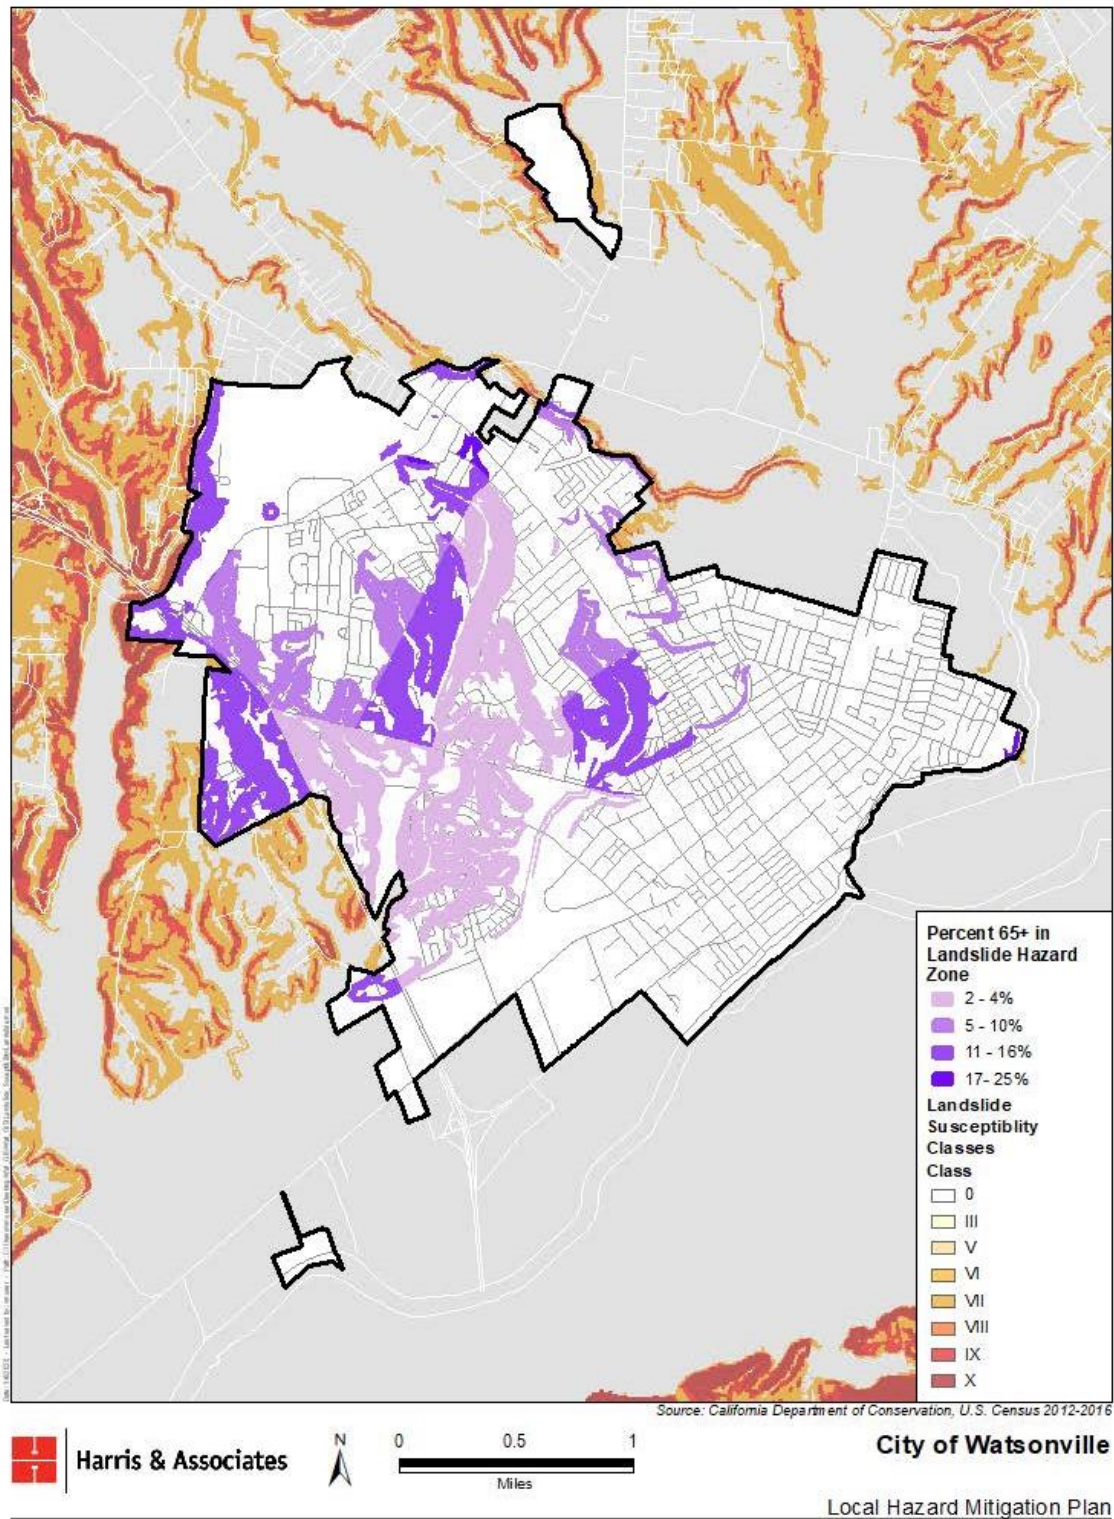 Percent 65+ in
Landslide Hazard
Zone
2 - 4%
5 - 10%
11 - 16%
17- 25%
Landslide
Susceptiblity
Classes
Class
0
III
V
VI
VII
VIII
IX
X
Source: California Department of Conservation, U.S. Census 2012-2016
Harris & Associates
N
0 0.5 1
Miles
City of Watsonville
Local Hazard Mitigation Plan